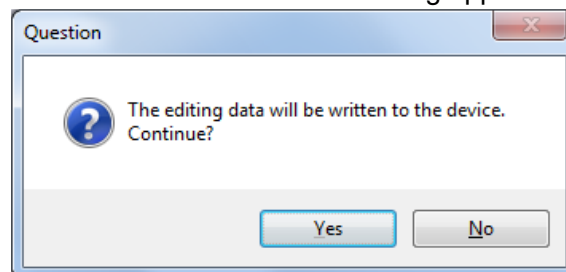 Question
The editing data will be written to the device.
Continue?
Yes
No